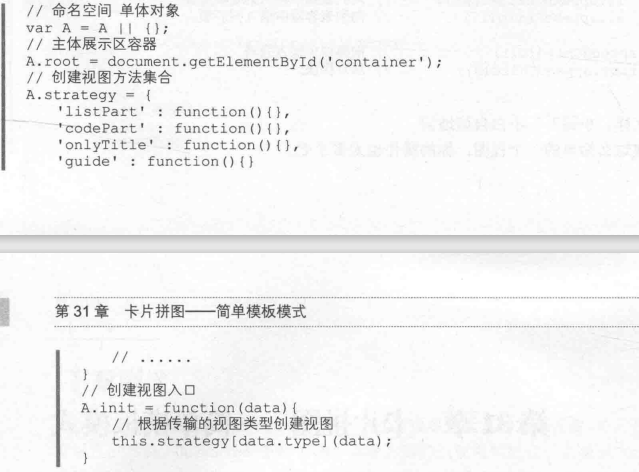 // 命名空间 单体对象
var A = A || {};
// 主体展示区容器
A.root = document.getElementById('container');
// 创建视图方法集合
A.strategy = {
'listPart' : function(){},
'codePart' : function(){},
'onlyTitle' : function(){},
'guide' : function(){}
第 31 章 卡片拼图——简单模板模式
// ......
}
// 创建视图入口
A.init = function(data){
// 根据传输的视图类型创建视图
this.strategy[data.type](data);
}